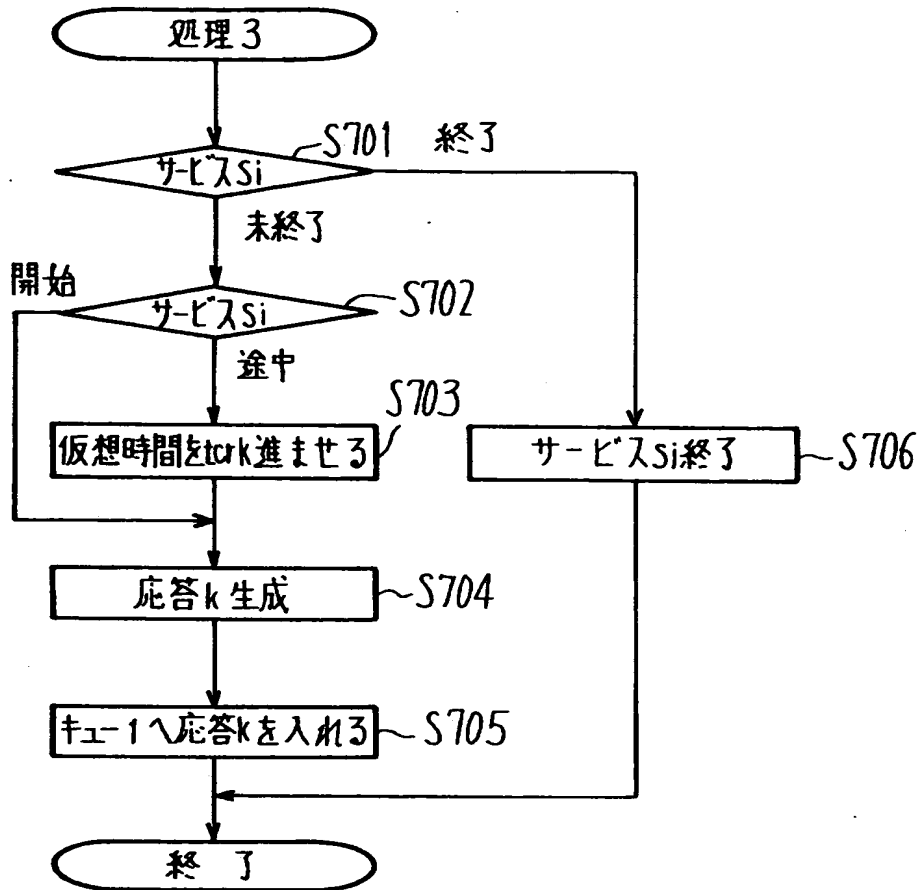 処理3
S701
終了
サービスSi
未終了
開始
S702
サービスSi
途中
S703
仮想時間をtcrk進ませる
サービスSi終了
S706
応答k生成
S704
キュー1へ応答kを入れる
S705
終了